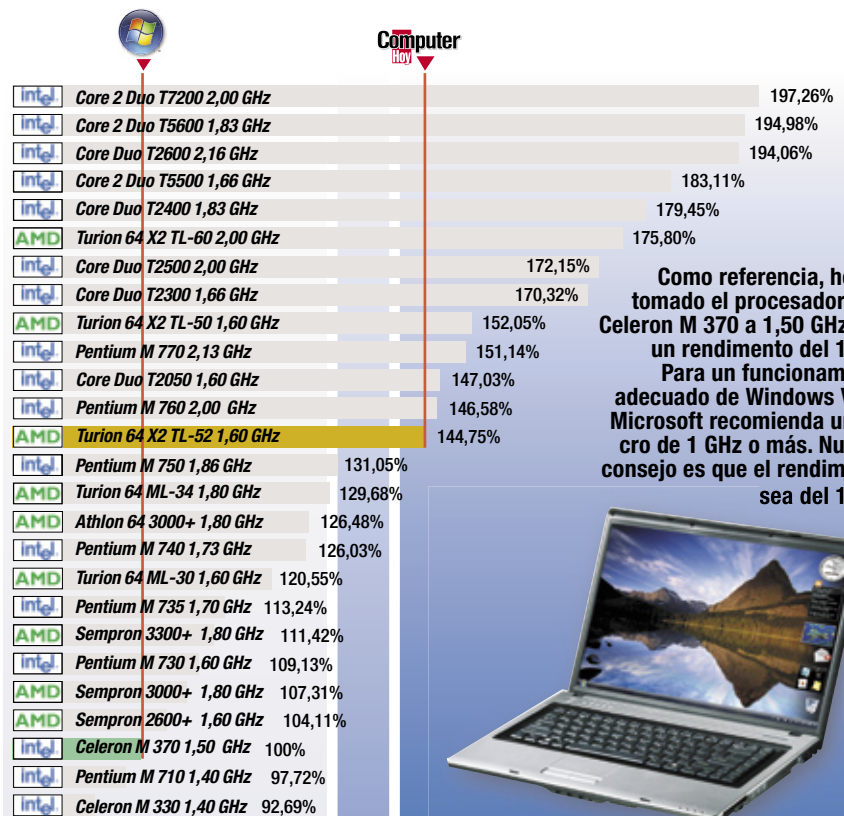 Computer
Hoy
intel. Core 2 Duo T7200 2,00 GHz 197,26%
intel. Core 2 Duo T5600 1,83 GHz 194,98%
intel. Core Duo T2600 2,16 GHz 194,06%
intel. Core 2 Duo T5500 1,66 GHz 183,11%
intel. Core Duo T2400 1,83 GHz 179,45%
AMD Turion 64 X2 TL-60 2,00 GHz 175,80%
intel. Core Duo T2500 2,00 GHz 172,15%
intel. Core Duo T2300 1,66 GHz 170,32%
AMD Turion 64 X2 TL-50 1,60 GHz 152,05%
intel. Pentium M 770 2,13 GHz 151,14%
intel. Core Duo T2050 1,60 GHz 147,03%
intel. Pentium M 760 2,00 GHz 146,58%
AMD Turion 64 X2 TL-52 1,60 GHz 144,75%
intel. Pentium M 750 1,86 GHz 131,05%
AMD Turion 64 ML-34 1,80 GHz 129,68%
AMD Athlon 64 3000+ 1,80 GHz 126,48%
intel. Pentium M 740 1,73 GHz 126,03%
AMD Turion 64 ML-30 1,60 GHz 120,55%
intel. Pentium M 735 1,70 GHz 113,24%
AMD Sempron 3300+ 1,80 GHz 111,42%
intel. Pentium M 730 1,60 GHz 109,13%
AMD Sempron 3000+ 1,80 GHz 107,31%
AMD Sempron 2600+ 1,60 GHz 104,11%
intel. Celeron M 370 1,50 GHz 100%
intel. Pentium M 710 1,40 GHz 97,72%
intel. Celeron M 330 1,40 GHz 92,69%
Como referencia, h
tomado el procesador
Celeron M 370 a 1,50 GHz
un rendimento del 1
Para un funcionam
adecuado de Windows V
Microsoft recomienda u
cro de 1 GHz o más. Nu
consejo es que el rendim
sea del 1